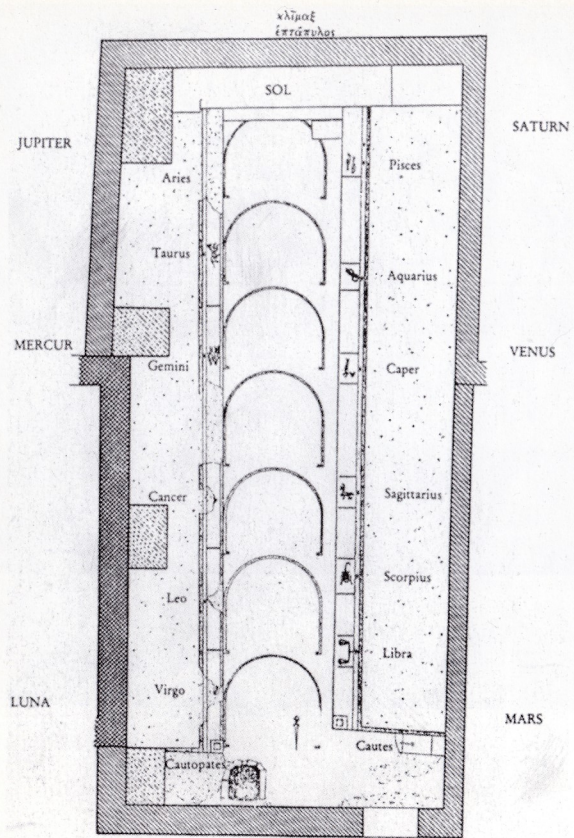 κλῖμαξ
ἑπτάπυλος
SOL
JUPITER
SATURN
Aries
Pisces
Taurus
Aquarius
MERCUR
VENUS
Gemini
Caper
Cancer
Sagittarius
Leo
Scorpius
Libra
Virgo
LUNA
MARS
Cautes
Cautopates